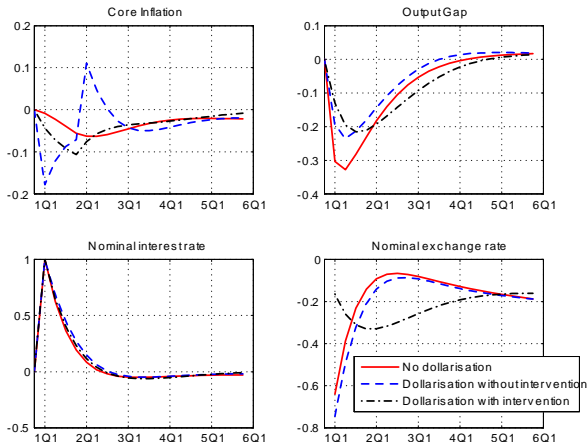 Core Inflation
Output Gap
0.2
0.1
0
-0.1
-0.2
1Q1 2Q1 3Q1 4Q1 5Q1 6Q1
0.1
0
-0.1
-0.2
-0.3
-0.4
1Q1 2Q1 3Q1 4Q1 5Q1 6Q1
Nominal interest rate
Nominal exchange rate
1
0.5
0
-0.5
1Q1 2Q1 3Q1 4Q1 5Q1 6Q1
0
-0.2
-0.4
-0.6
-0.8
1Q1 2Q1 3Q1 4Q1 5Q1 6Q1
No dollarisation
Dollarisation without intervention
Dollarisation with intervention